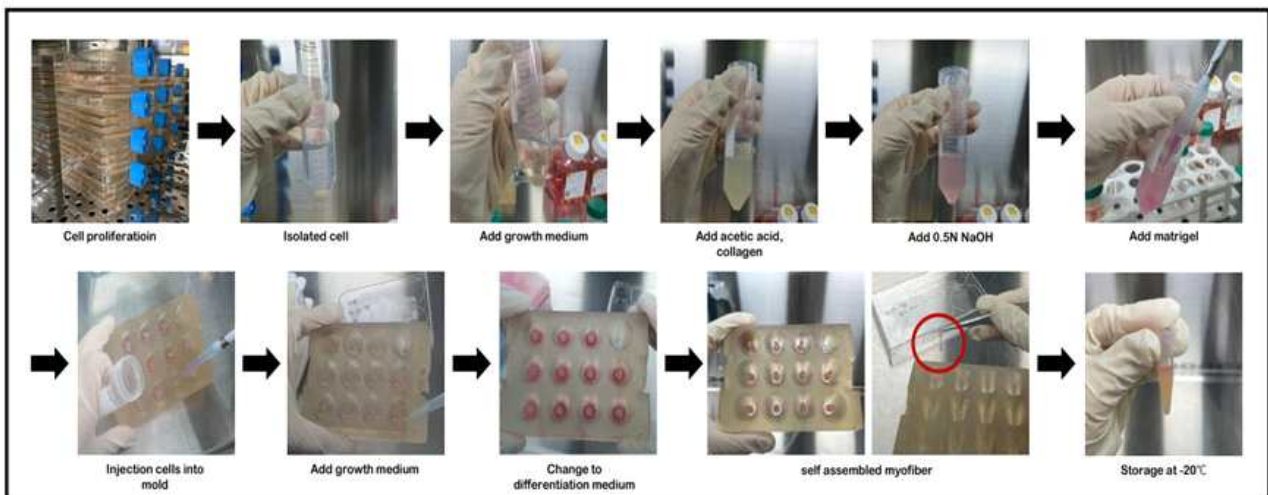 Cell proliferatioin
Isolated cell
Add growth medium
Add acetic acid,
collagen
Add 0.5N NaOH
Add matrigel
Injection cells into
mold
Add growth medium
Change to
differentiation medium
self assembled myofiber
Storage at -20℃